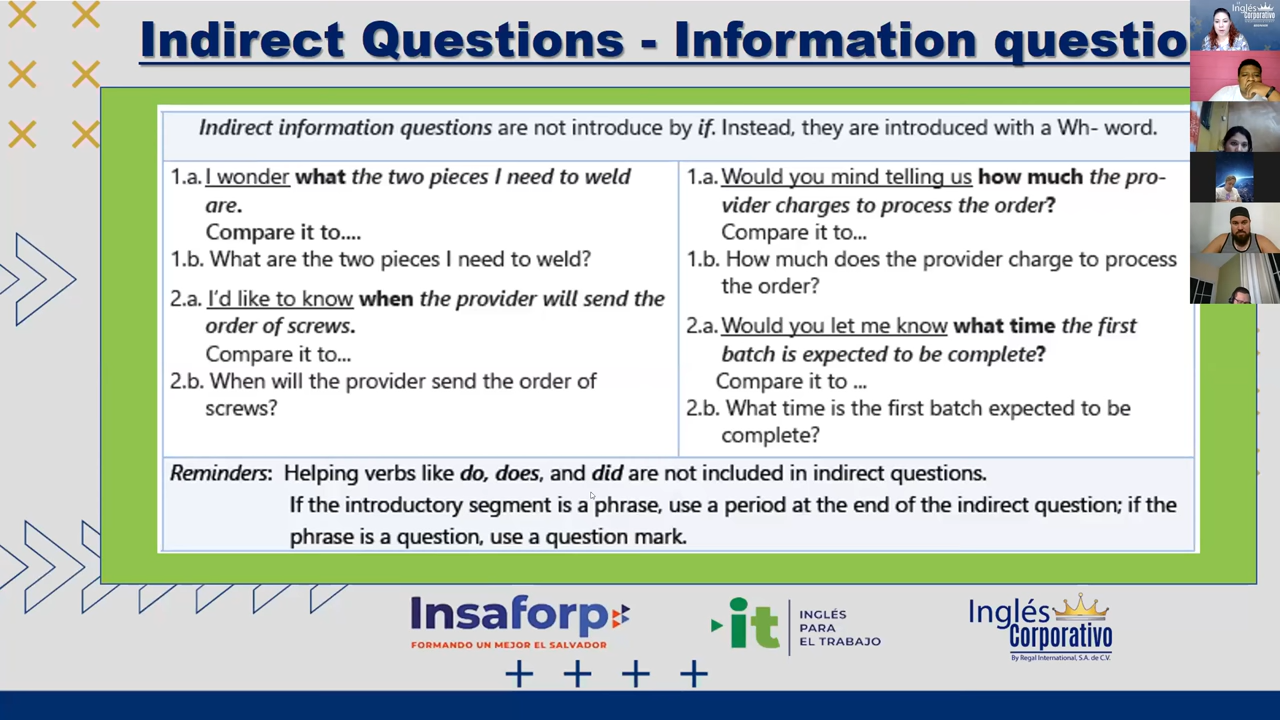 Indirect Questions - Information questio
Inglés
Corporativo
Indirect information questions are not introduce by if. Instead, they are introduced with a Wh- word.
1.a. I wonder what the two pieces I need to weld
are.
Compare it to....
1.b. What are the two pieces I need to weld?
2.a. I'd like to know when the provider will send the
order of screws.
Compare it to...
2.b. When will the provider send the order of
screws?
1.a. Would you mind telling us how much the pro-
vider charges to process the order?
Compare it to...
1.b. How much does the provider charge to process
the order?
2.a. Would you let me know what time the first
batch is expected to be complete?
Compare it to ...
2.b. What time is the first batch expected to be
complete?
Reminders: Helping verbs like do, does, and did are not included in indirect questions.
If the introductory segment is a phrase, use a period at the end of the indirect question; if the
phrase is a question, use a question mark.
Insaforp
FORMANDO UN MEJOR EL SALVADOR
it
INGLÉS
PARA
EL TRABAJO
Inglés
Corporativo
By Regal International, S.A. de C.V.